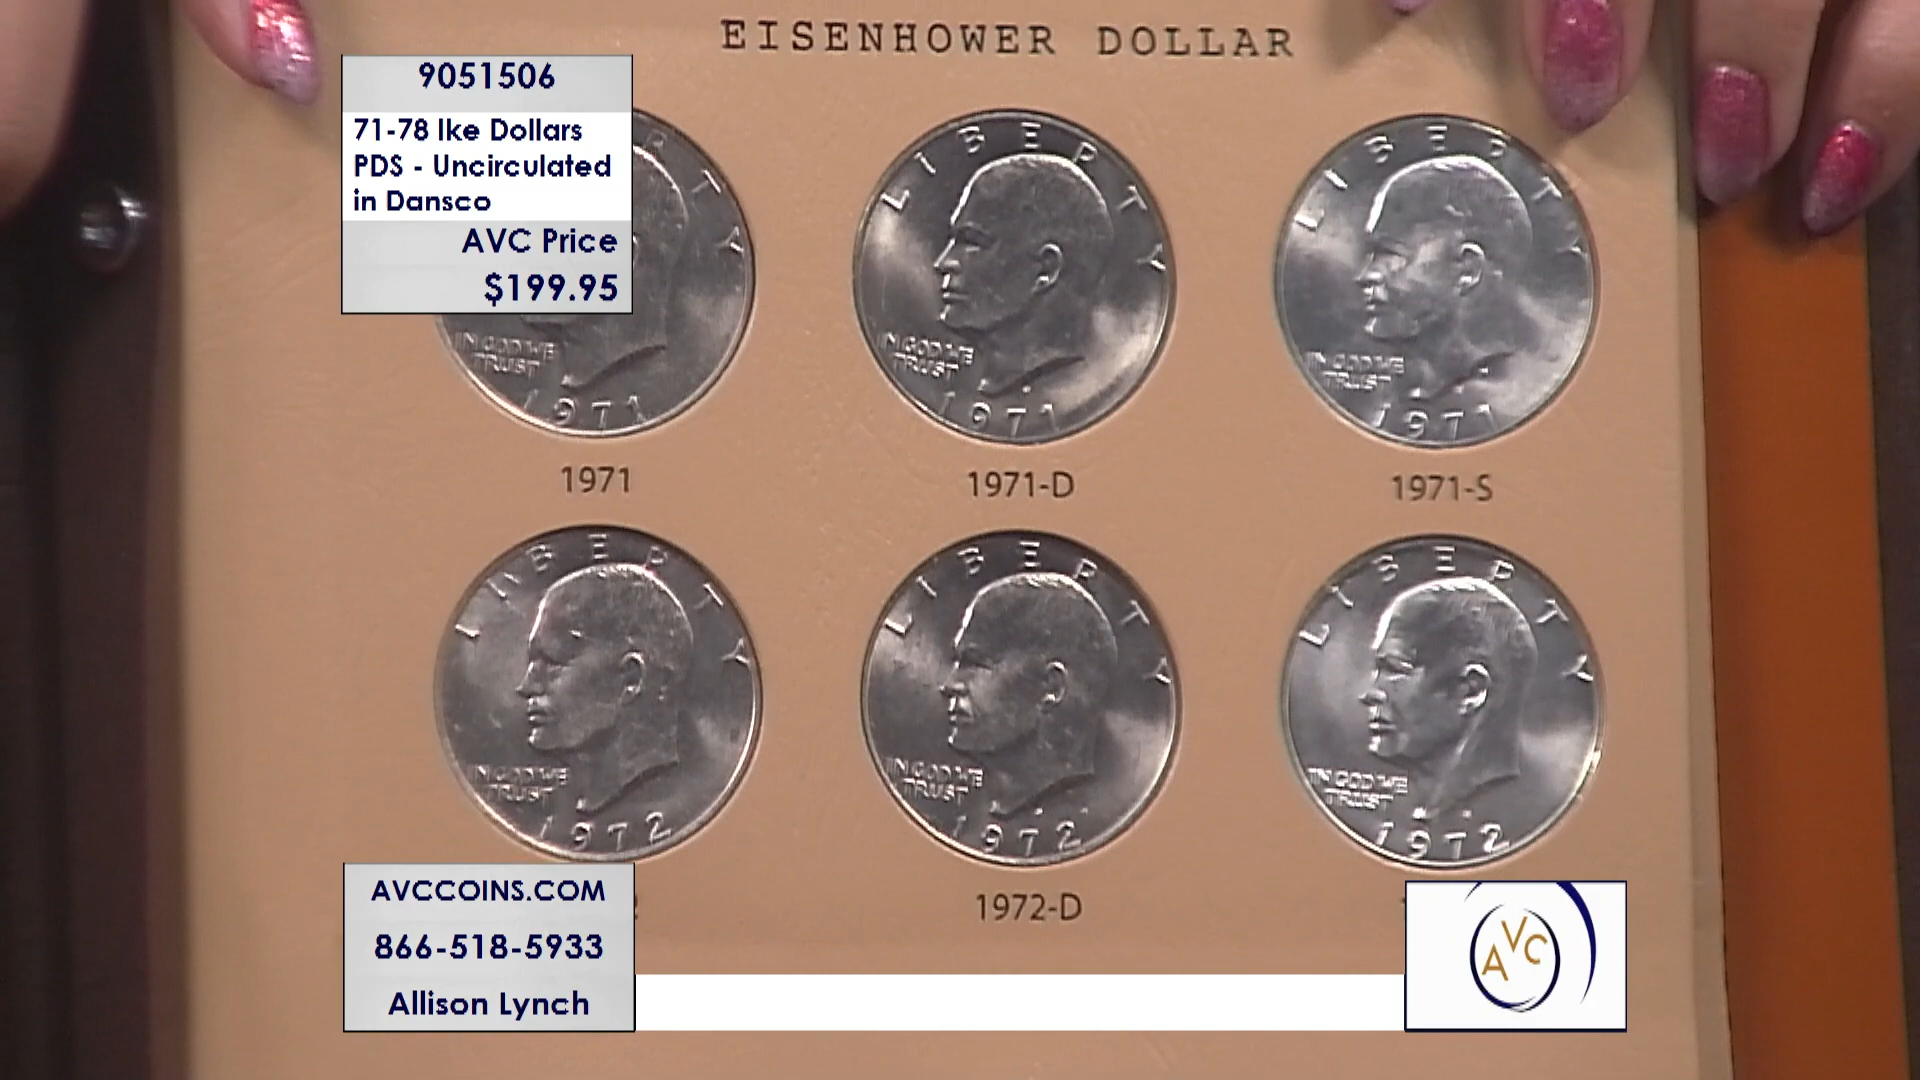 EISENHOWER DOLLAR
9051506
71-78 Ike Dollars
PDS - Uncirculated
in Dansco
AVC Price
$199.95
R T Y
IN GOD WE
TRUST
1971
LIBERTY
IN GOD WE
TRUST
1971
LIBERTY
IN GOD WE
TRUST
1971
1971
1971-D
1971-S
LIBERTY
IN GOD WE
TRUST
1972
LIBERTY
IN GOD WE
TRUST
1972
LIBERTY
IN GOD WE
TRUST
1972
1972-D
AVCCOINS.COM
866-518-5933
Allison Lynch
AVC